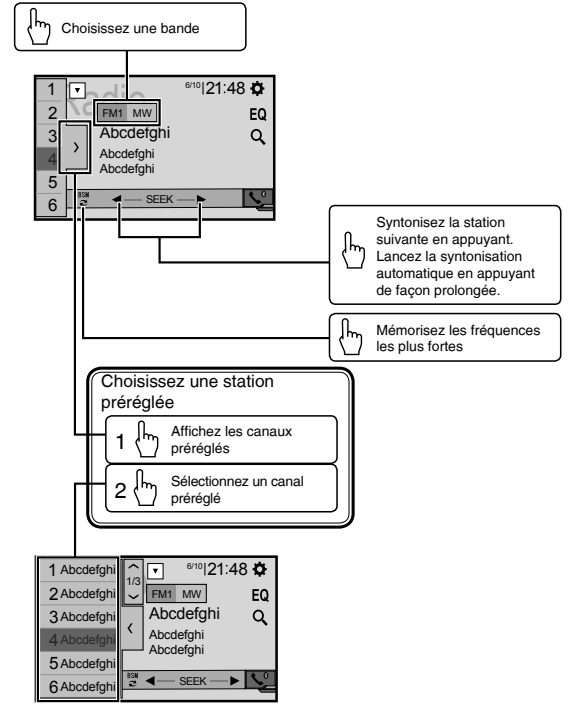 Choisissez une bande
1
2
3
4
5
6
Radio
6/10 21:48
FM1 MW
EQ
Abcdefghi
Abcdefghi
Abcdefghi
BSM
SEEK
Syntonisez la station
suivante en appuyant.
Lancez la syntonisation
automatique en appuyant
de façon prolongée.
Mémorisez les fréquences
les plus fortes
Choisissez une station
préréglée
1 Affichez les canaux
préréglés
2 Sélectionnez un canal
préréglé
1 Abcdefghi
2 Abcdefghi
3 Abcdefghi
4 Abcdefghi
5 Abcdefghi
6 Abcdefghi
1/3
6/10 21:48
FM1 MW
EQ
Abcdefghi
Abcdefghi
Abcdefghi
BSM
SEEK